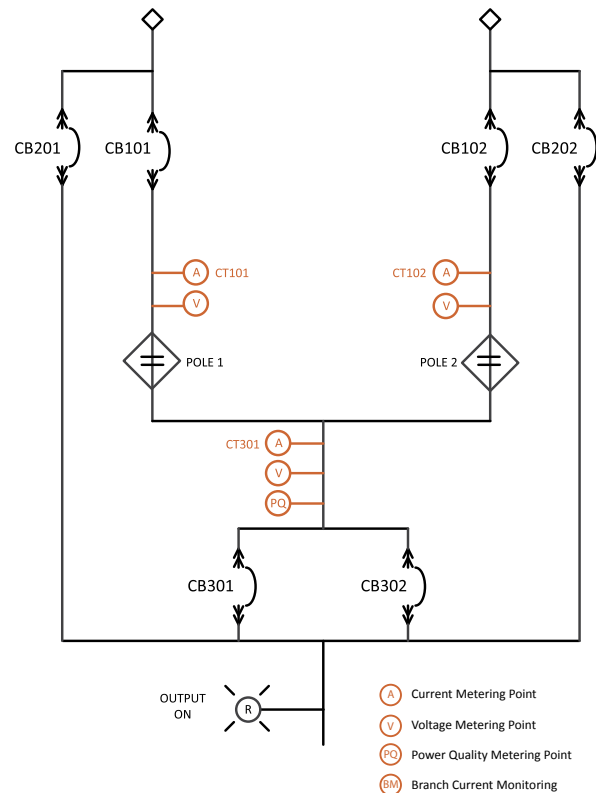 CB201
CB101
CB102
CB202
A
CT101
CT102
A
V
V
POLE 1
POLE 2
CT301
A
V
PQ
CB301
CB302
OUTPUT
ON
R
A Current Metering Point
V Voltage Metering Point
PQ Power Quality Metering Point
BM Branch Current Monitoring